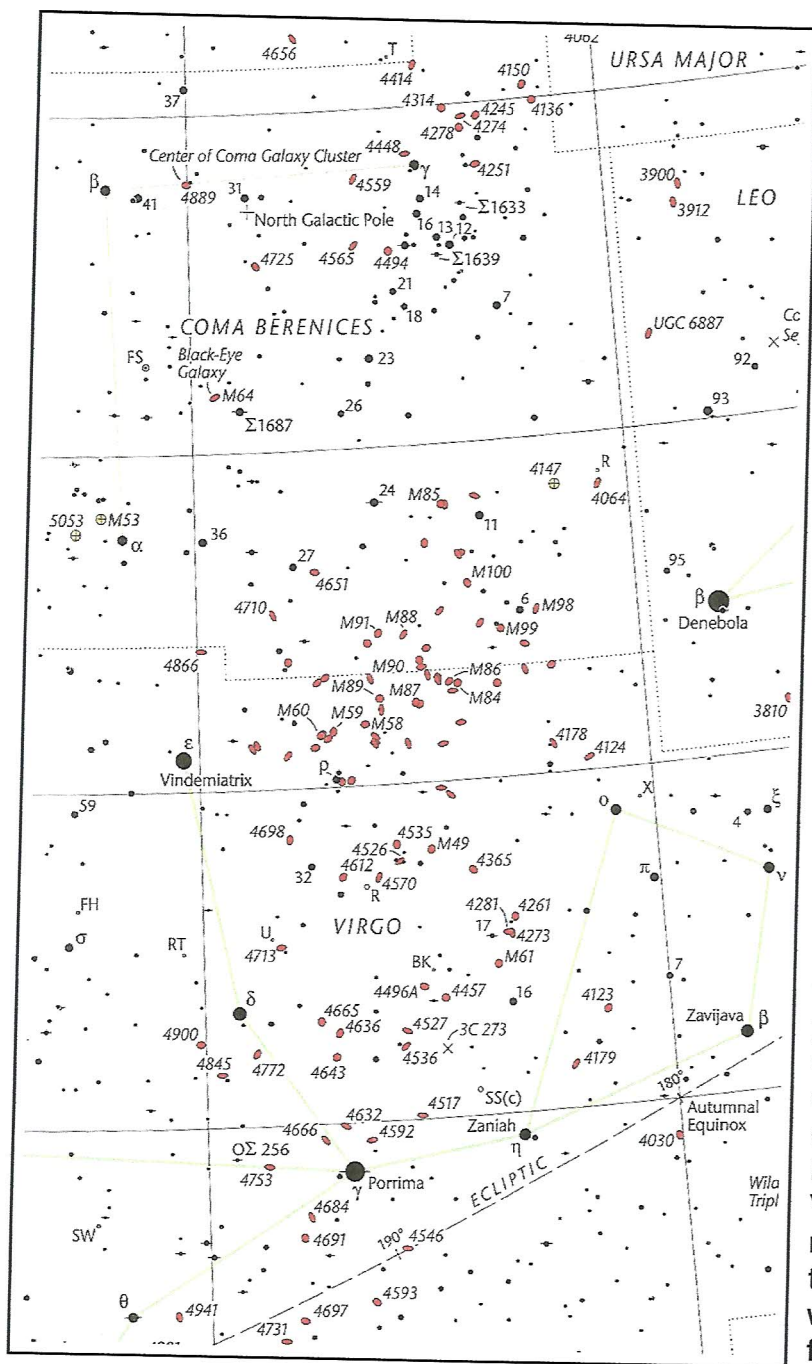 4656
T
4062
URSA MAJOR
4414
4150
37
4314
4245
4136
4278
4274
4448
Center of Coma Galaxy Cluster
γ
4251
β
4559
3900
LEO
41
4889
31
14
Σ1633
3912
North Galactic Pole
16
13
12
4725
4565
4494
Σ1639
21
18
7
COMA BERENICES
UGC 6887
Co
Se
FS
Black-Eye
Galaxy
23
92
M64
Σ1687
26
93
4147
R
24
M85
4064
5053
M53
11
α
36
27
4651
M100
95
β
4710
M91
M88
6
M98
Denebola
M99
4866
M90
M86
M89
M87
M84
3810
M60
M59
M58
ε
4178
4124
Vindemiatrix
ρ
59
ο
X
ξ
4
4698
4535
4526
M49
ν
32
4612
4570
4365
π
R
FH
4281
4261
U
VIRGO
17
4273
σ
RT
4713
M61
BK
7
4496A
4457
16
4123
δ
Zavijava
β
4665
4527
4900
4636
3C 273
4845
4772
4643
4536
4179
180°
SS(c)
4517
Autumnal
Equinox
4632
Zaniah
4666
4592
η
4030
OΣ 256
4753
γ
Porrima
ECLIPTIC
Wila
Tripl
4684
SW
4691
190°
4546
θ
4593
4941
4697
4731